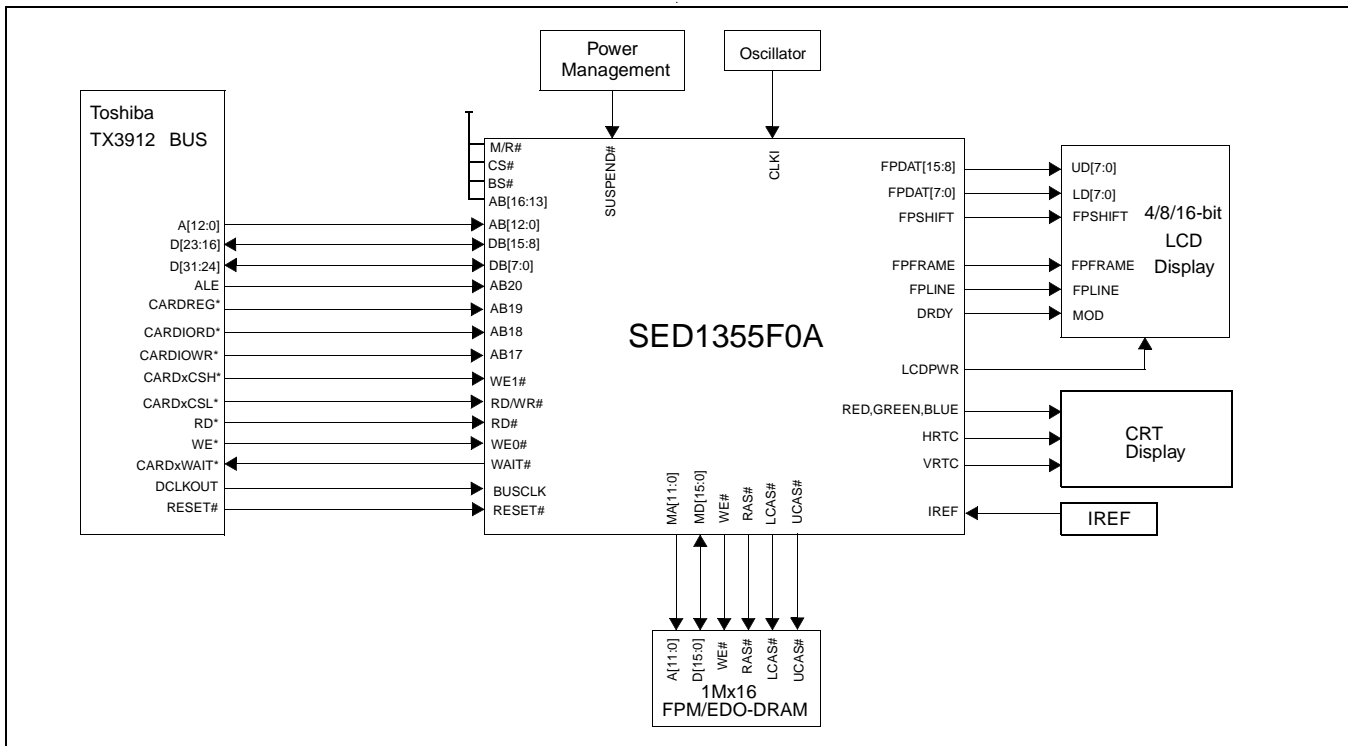 Power
Management
Oscillator
Toshiba
TX3912 BUS
A[12:0]
D[23:16]
D[31:24]
ALE
CARDREG*
CARDIORD*
CARDIOWR*
CARDxCSH*
CARDxCSL*
RD*
WE*
CARDxWAIT*
DCLKOUT
RESET#
M/R#
CS#
BS#
AB[16:13]
AB[12:0]
DB[15:8]
DB[7:0]
AB20
AB19
AB18
AB17
WE1#
RD/WR#
RD#
WE0#
WAIT#
BUSCLK
RESET#
SUSPEND#
CLKI
SED1355F0A
FPDAT[15:8]
FPDAT[7:0]
FPSHIFT
FPFRAME
FPLINE
DRDY
LCDPWR
RED,GREEN,BLUE
HRTC
VRTC
IREF
UD[7:0]
LD[7:0]
FPSHIFT
FPFRAME
FPLINE
MOD
4/8/16-bit
LCD
Display
CRT
Display
IREF
MA[11:0]
MD[15:0]
WE#
RAS#
LCAS#
UCAS#
A[11:0]
D[15:0]
WE#
RAS#
LCAS#
UCAS#
1Mx16
FPM/EDO-DRAM